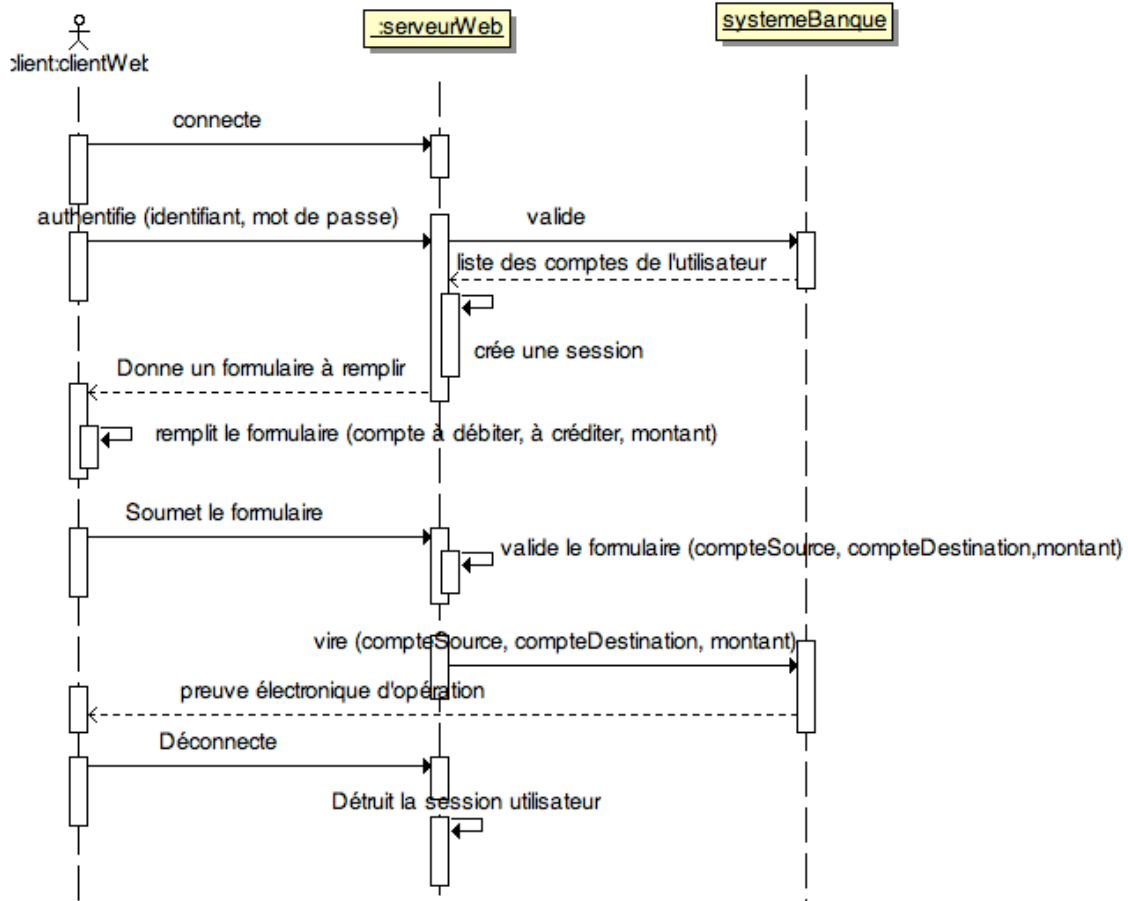 :serveurWeb
systemeBanque
client:clientWeb
connecte
authentifie (identifiant, mot de passe)
valide
liste des comptes de l'utilisateur
crée une session
Donne un formulaire à remplir
remplit le formulaire (compte à débiter, à créditer, montant)
Soumet le formulaire
valide le formulaire (compteSource, compteDestination,montant)
vire (compteSource, compteDestination, montant)
preuve électronique d'opération
Déconnecte
Détruit la session utilisateur